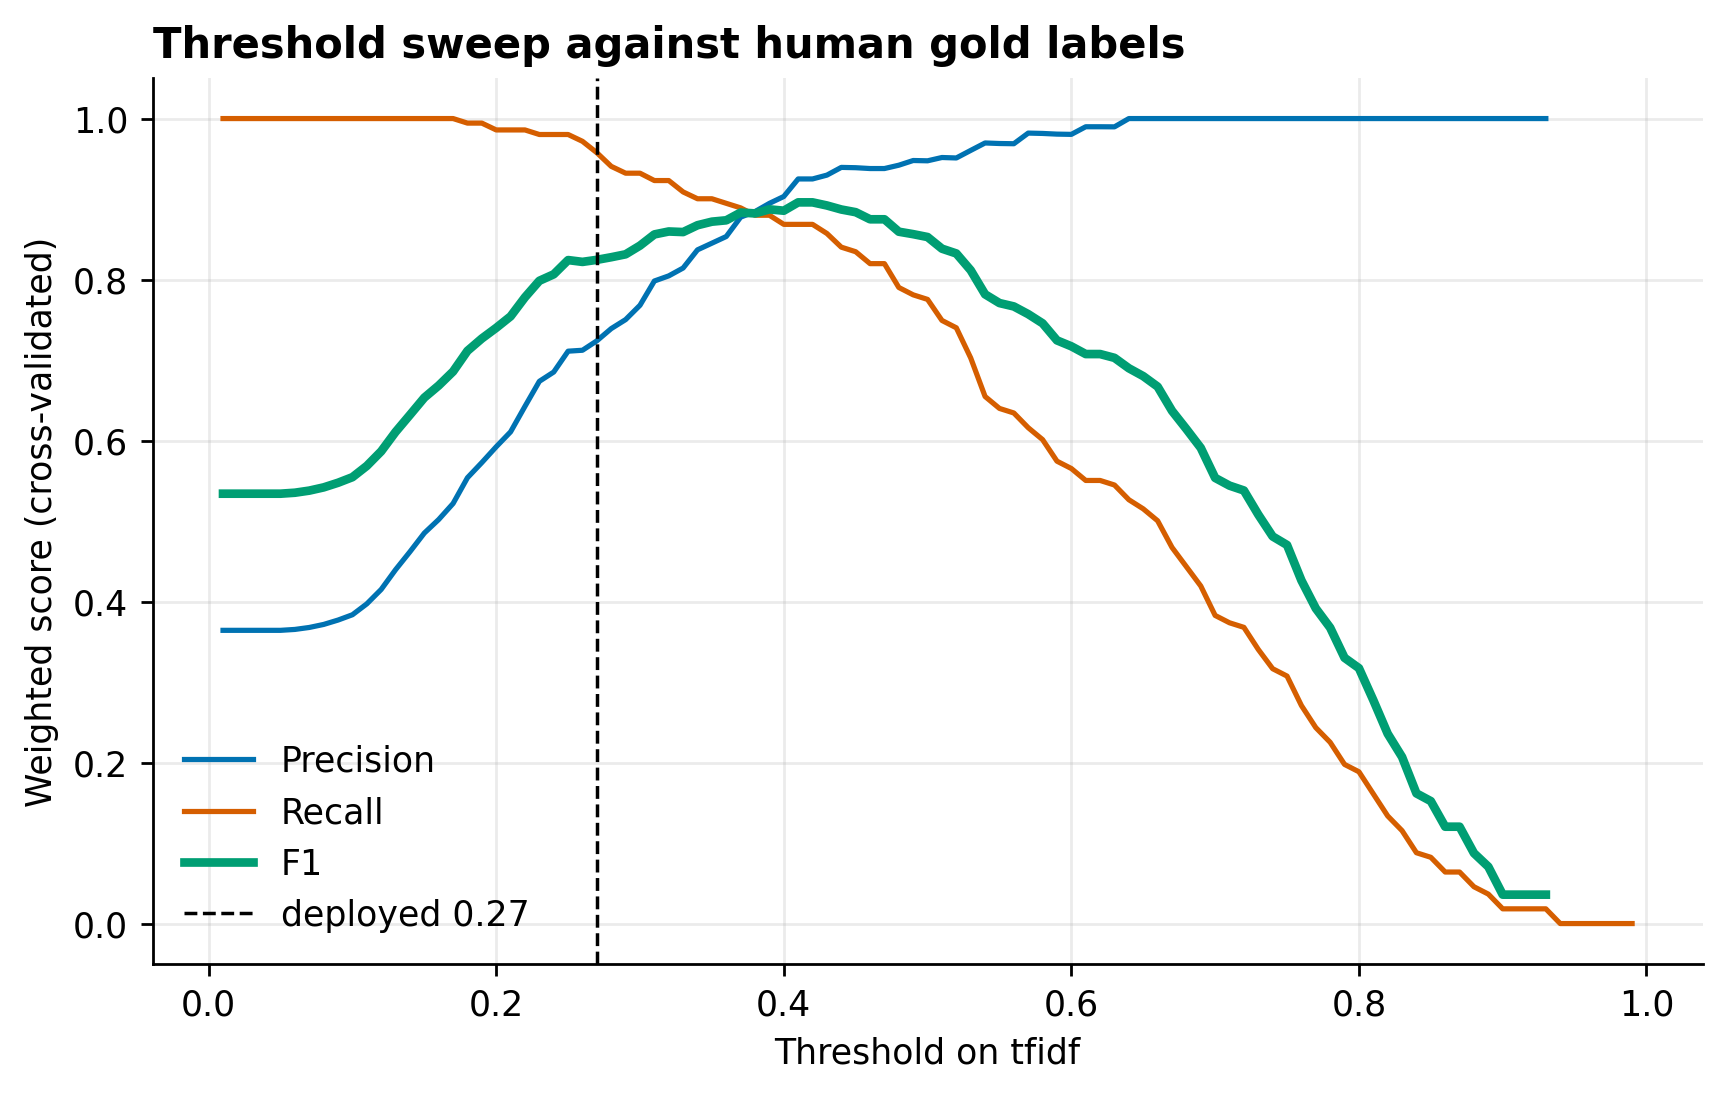 Threshold sweep against human gold labels
Weighted score (cross-validated)
1.0
0.8
0.6
0.4
0.2
0.0
Precision
Recall
F1
deployed 0.27
0.0 0.2 0.4 0.6 0.8 1.0
Threshold on tfidf